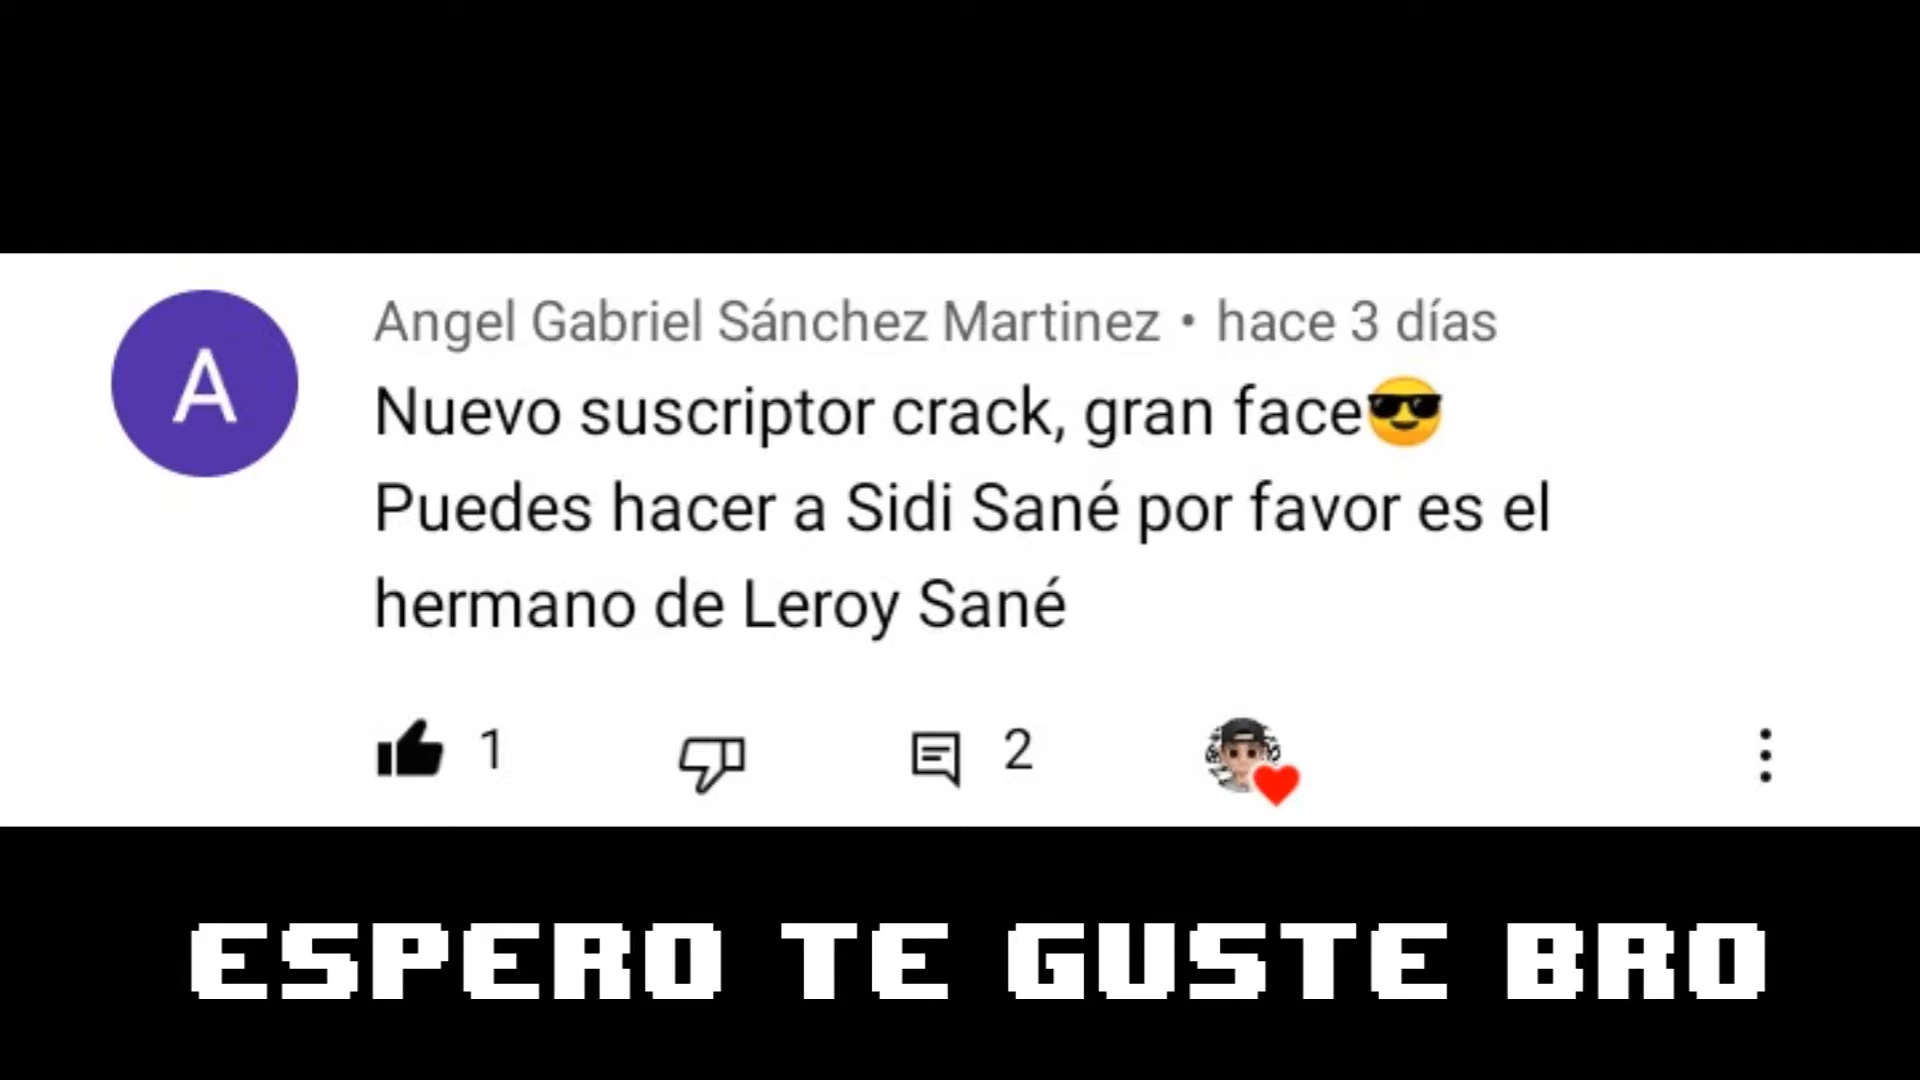 A
Angel Gabriel Sánchez Martinez • hace 3 días
Nuevo suscriptor crack, gran face😎
Puedes hacer a Sidi Sané por favor es el
hermano de Leroy Sané
1 2
ESPERO TE GUSTE BRO